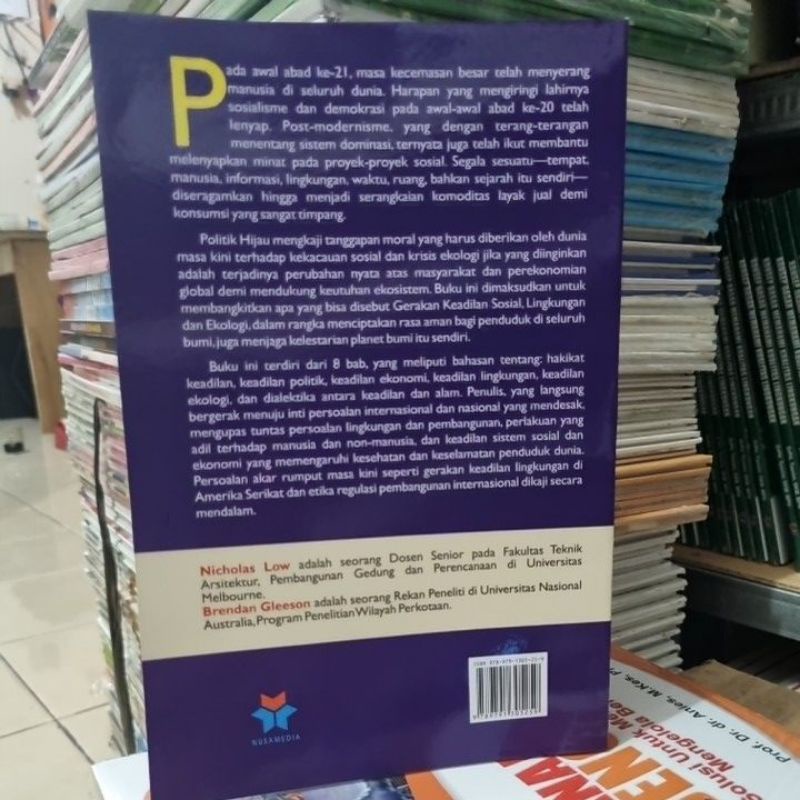 Pada awal abad ke-21, masa kecemasan besar telah menyerang
manusia di seluruh dunia. Harapan yang mengiringi lahirnya
sosialisme dan demokrasi pada awal-awal abad ke-20 telah
lenyap. Post-modernisme, yang dengan terang-terangan
menentang sistem dominasi, ternyata juga telah ikut membantu
melenyapkan minat pada proyek-proyek sosial. Segala sesuatu—tempat,
manusia, informasi, lingkungan, waktu, ruang, bahkan sejarah itu sendiri—
diseragamkan hingga menjadi serangkaian komoditas layak jual demi
konsumsi yang sangat timpang.
Politik Hijau mengkaji tanggapan moral yang harus diberikan oleh dunia
masa kini terhadap kekacauan sosial dan krisis ekologi jika yang diinginkan
adalah terjadinya perubahan nyata atas masyarakat dan perekonomian
global demi mendukung keutuhan ekosistem. Buku ini dimaksudkan untuk
membangkitkan apa yang bisa disebut Gerakan Keadilan Sosial, Lingkungan
dan Ekologi, dalam rangka menciptakan rasa aman bagi penduduk di seluruh
bumi, juga menjaga kelestarian planet bumi itu sendiri.
Buku ini terdiri dari 8 bab, yang meliputi bahasan tentang: hakikat
keadilan, keadilan politik, keadilan ekonomi, keadilan lingkungan, keadilan
ekologi, dan dialektika antara keadilan dan alam. Penulis, yang langsung
bergerak menuju inti persoalan internasional dan nasional yang mendesak,
mengupas tuntas persoalan lingkungan dan pembangunan, perlakuan yang
adil terhadap manusia dan non-manusia, dan keadilan sistem sosial dan
ekonomi yang memengaruhi kesehatan dan keselamatan penduduk dunia.
Persoalan akar rumput masa kini seperti gerakan keadilan lingkungan di
Amerika Serikat dan etika regulasi pembangunan internasional dikaji secara
mendalam.
Nicholas Low adalah seorang Dosen Senior pada Fakultas Teknik
Arsitektur, Pembangunan Gedung dan Perencanaan di Universitas
Melbourne.
Brendan Gleeson adalah seorang Rekan Peneliti di Universitas Nasional
Australia, Program Penelitian Wilayah Perkotaan.
NUSAMEDIA
Prof. Dr. dr. Anies, M.Kes,
Solusi Untuk
Mengelola